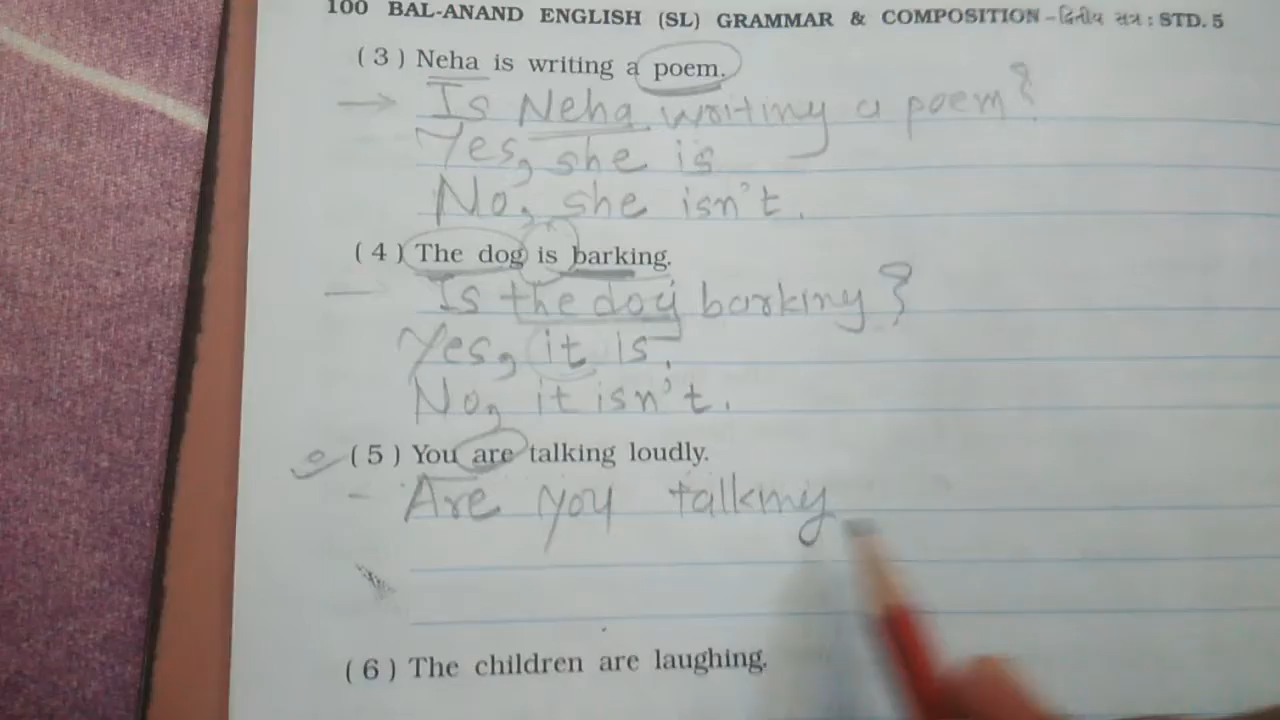 100 BAL-ANAND ENGLISH (SL) GRAMMAR & COMPOSITION – દ્વિતીય સત્ર : STD. 5
( 3 ) Neha is writing a poem.
→ Is Neha writing a poem?
Yes, she is
No, she isn't.
( 4 ) The dog is barking.
— Is the dog barking?
Yes, it is.
No, it isn't.
( 5 ) You are talking loudly.
- Are you talking
( 6 ) The children are laughing.